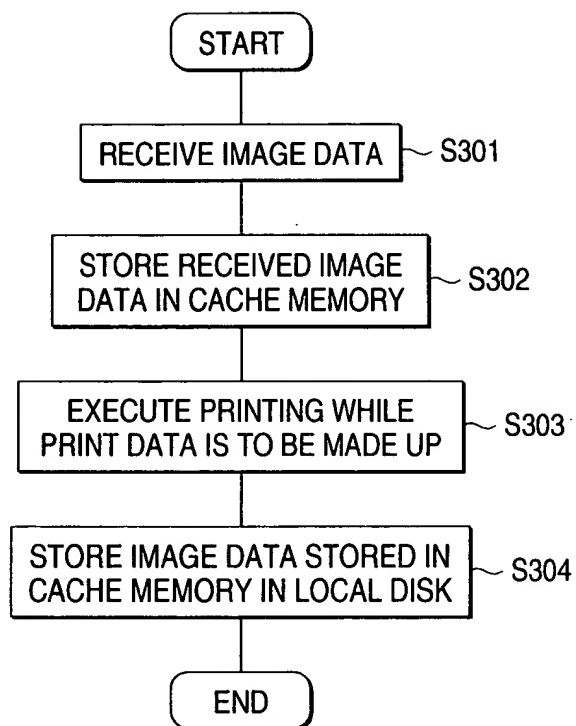 START
RECEIVE IMAGE DATA
S301
STORE RECEIVED IMAGE
DATA IN CACHE MEMORY
S302
EXECUTE PRINTING WHILE
PRINT DATA IS TO BE MADE UP
S303
STORE IMAGE DATA STORED IN
CACHE MEMORY IN LOCAL DISK
S304
END